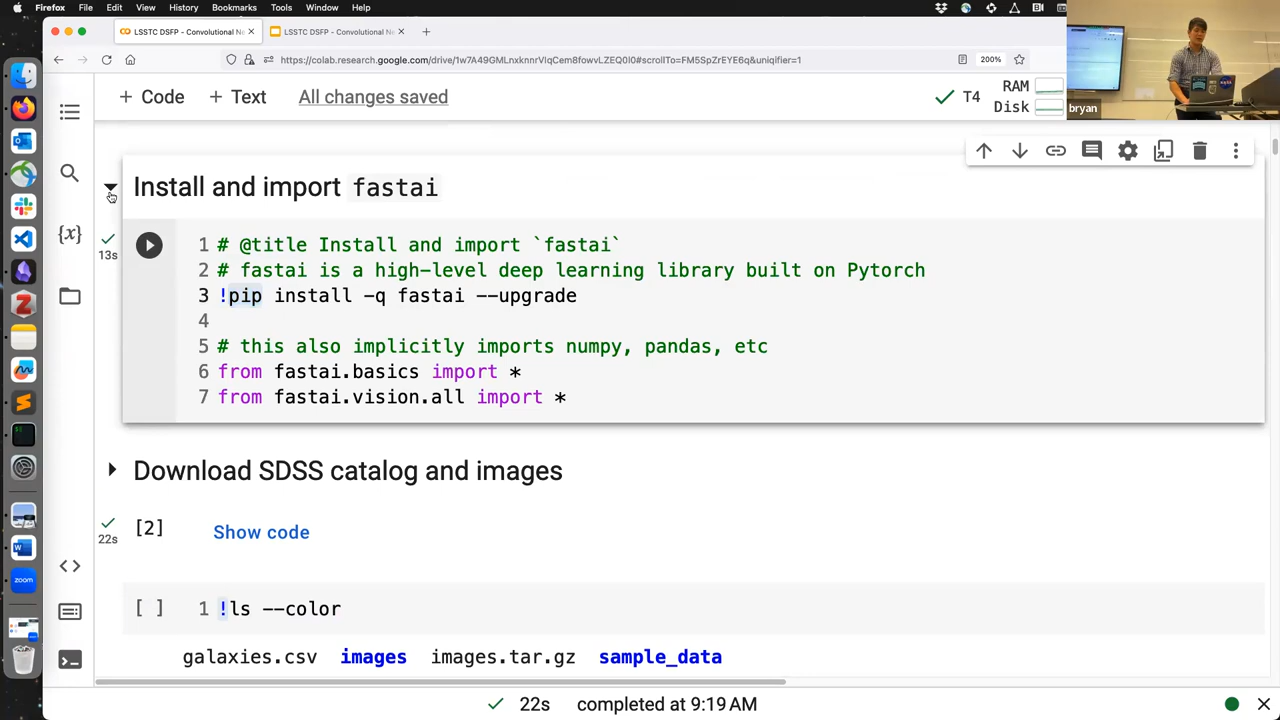 Firefox File Edit View History Bookmarks Tools Window Help
LSSTC DSFP - Convolutional Ne
LSSTC DSFP - Convolutional Ne
https://colab.research.google.com/drive/1w7A49GMLnxknnrVIqCem8fowvLZEQ0I0#scrollTo=FM5SpZrEYE6q&uniqifier=1
200%
+ Code + Text All changes saved
T4
RAM
Disk
bryan
Install and import fastai
13s
1 # @title Install and import `fastai`
2 # fastai is a high-level deep learning library built on Pytorch
3 !pip install -q fastai --upgrade
4
5 # this also implicitly imports numpy, pandas, etc
6 from fastai.basics import *
7 from fastai.vision.all import *
Download SDSS catalog and images
22s
[2] Show code
[ ] 1 !ls --color
galaxies.csv images images.tar.gz sample_data
22s completed at 9:19 AM